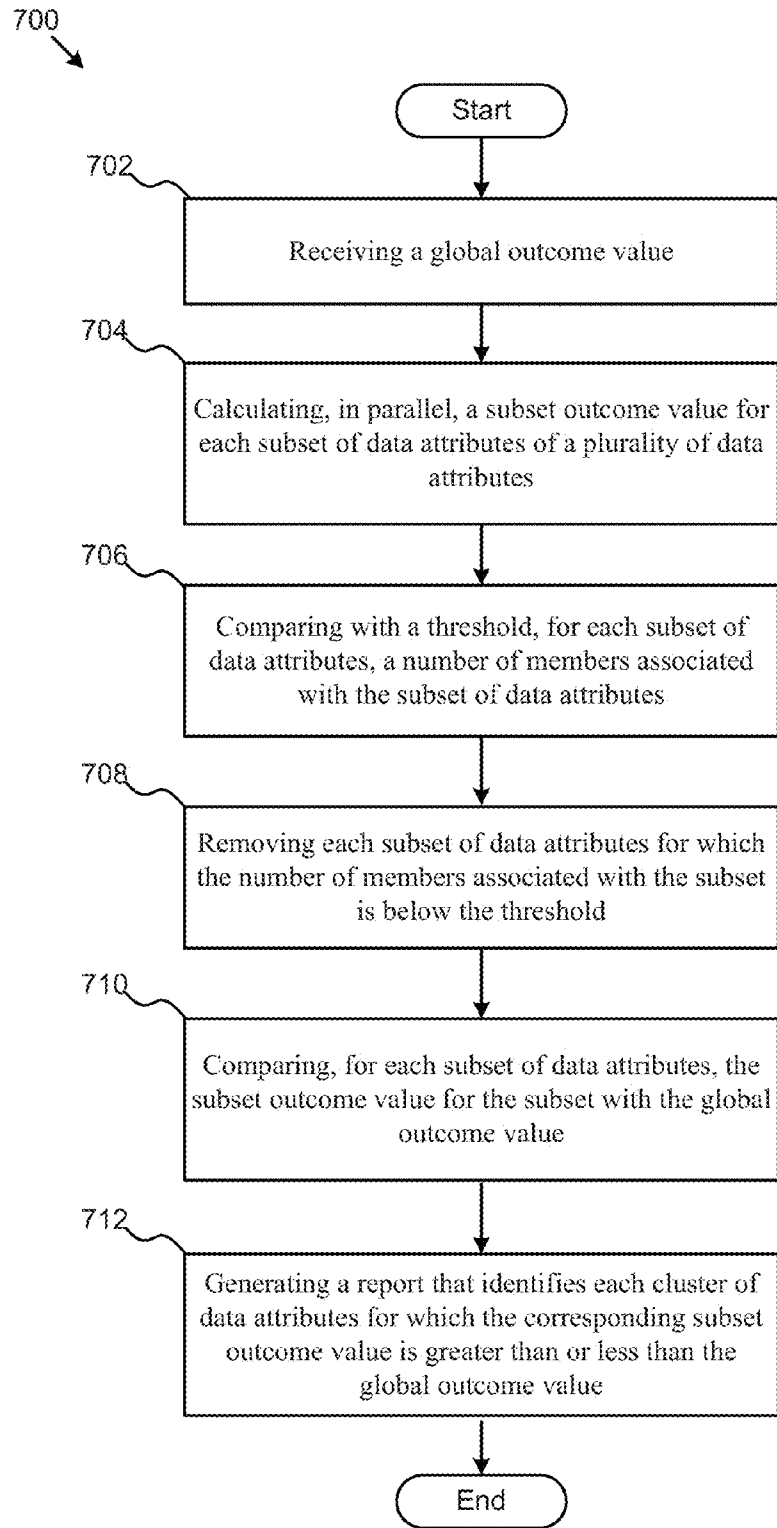 700
Start
702
Receiving a global outcome value
704
Calculating, in parallel, a subset outcome value for
each subset of data attributes of a plurality of data
attributes
706
Comparing with a threshold, for each subset of
data attributes, a number of members associated
with the subset of data attributes
708
Removing each subset of data attributes for which
the number of members associated with the subset
is below the threshold
710
Comparing, for each subset of data attributes, the
subset outcome value for the subset with the global
outcome value
712
Generating a report that identifies each cluster of
data attributes for which the corresponding subset
outcome value is greater than or less than the
global outcome value
End